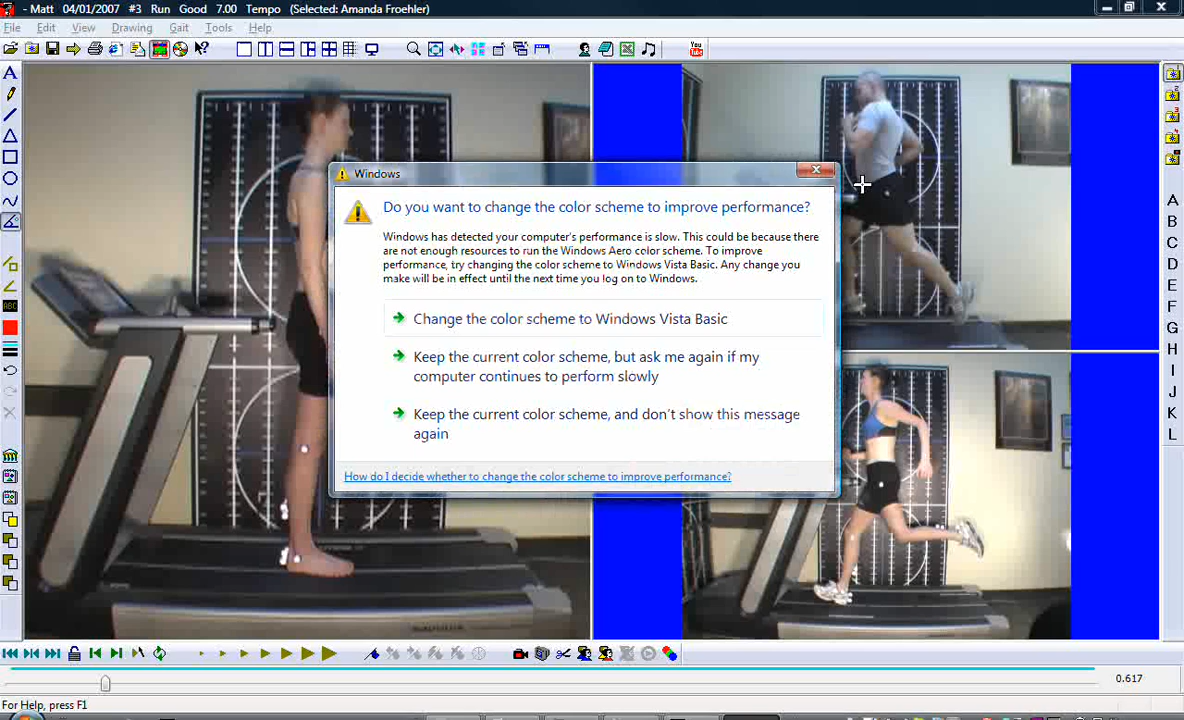 - Matt 04/01/2007 #3 Run Good 7.00 Tempo (Selected: Amanda Froehler)
File Edit View Drawing Gait Tools Help
You
Tube
Windows
Do you want to change the color scheme to improve performance?
Windows has detected your computer's performance is slow. This could be because there
are not enough resources to run the Windows Aero color scheme. To improve
performance, try changing the color scheme to Windows Vista Basic. Any change you
make will be in effect until the next time you log on to Windows.
Change the color scheme to Windows Vista Basic
Keep the current color scheme, but ask me again if my
computer continues to perform slowly
Keep the current color scheme, and don't show this message
again
How do I decide whether to change the color scheme to improve performance?
A
ABC
A
B
C
D
E
F
G
H
I
J
K
L
0.617
For Help, press F1